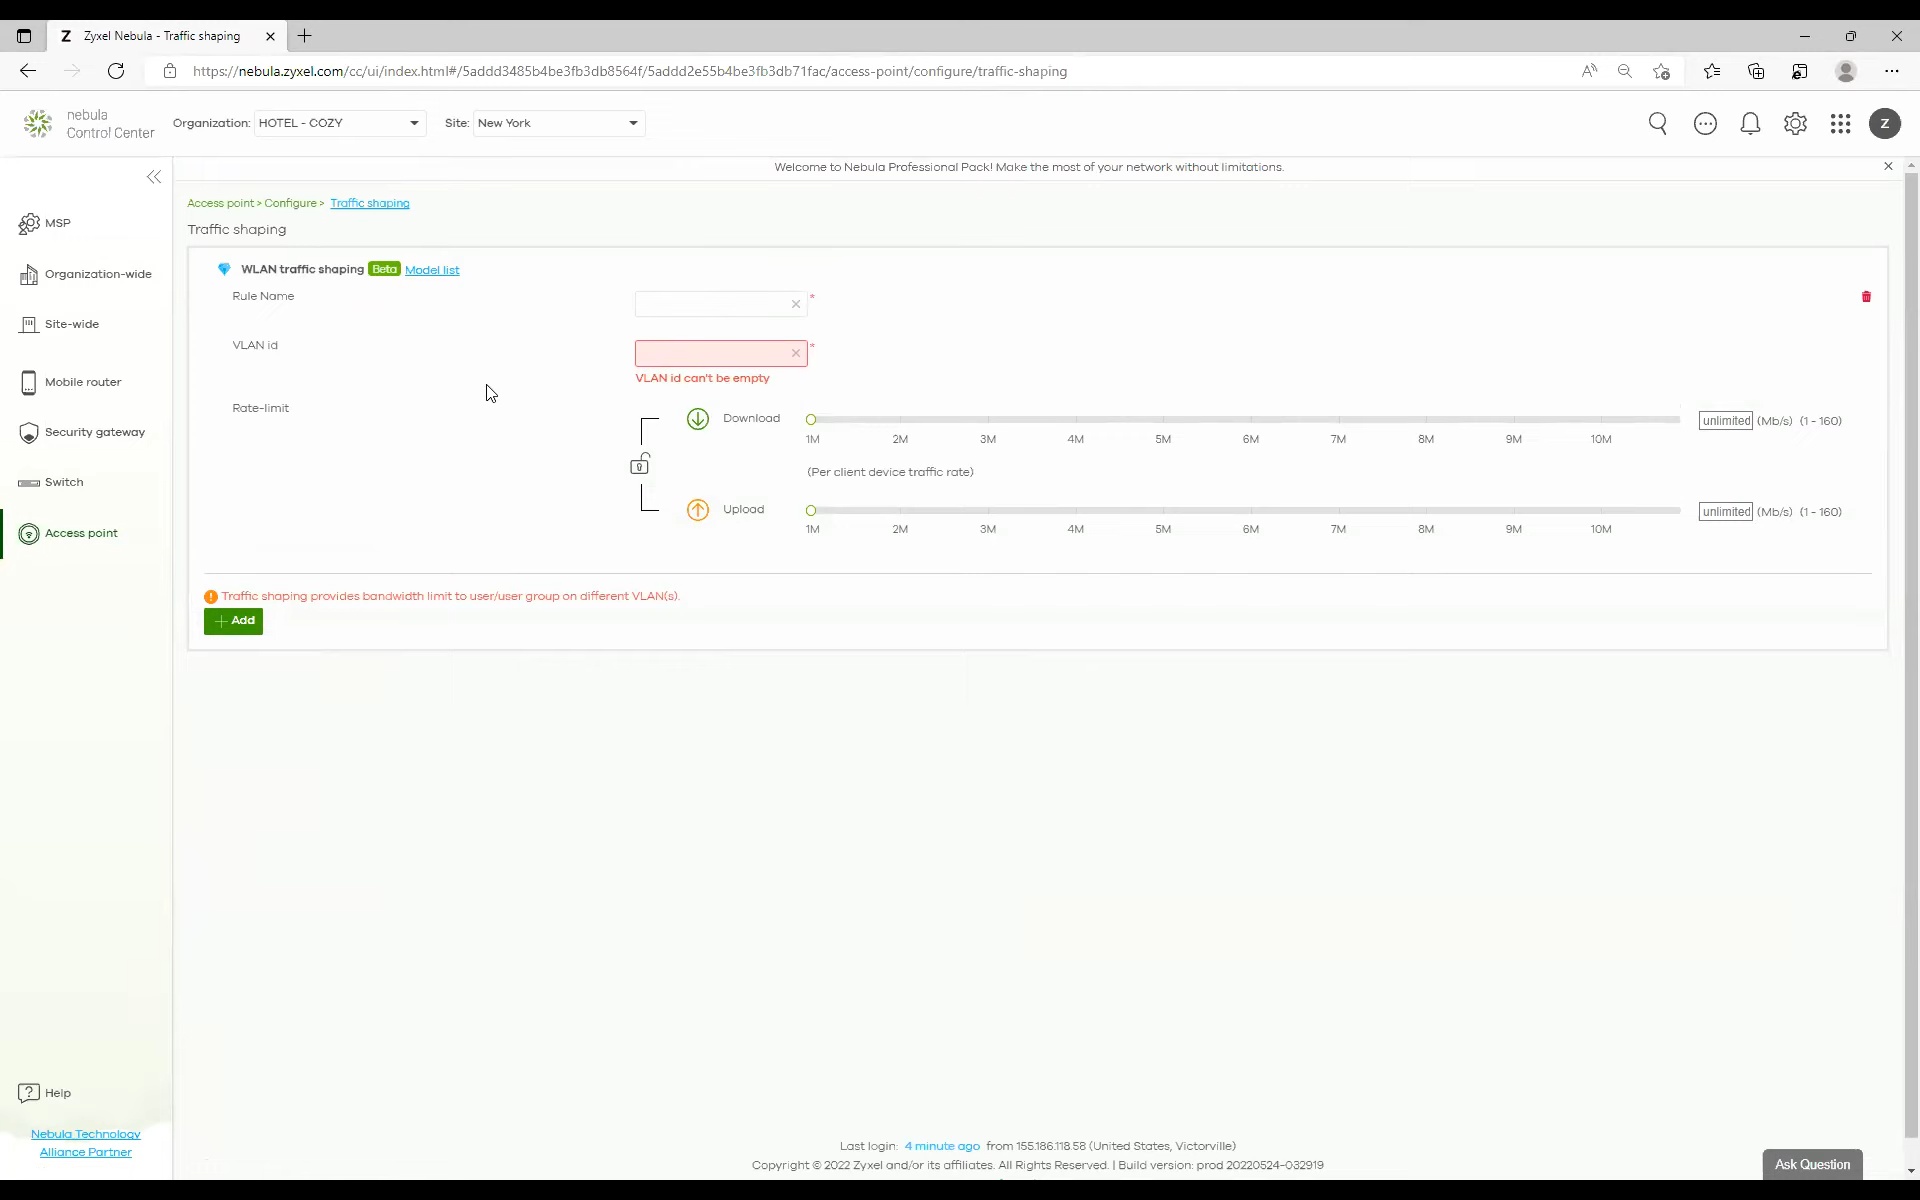 Z Zyxel Nebula - Traffic shaping
https://nebula.zyxel.com/cc/ui/index.html#/5addd3485b4be3fb3db8564f/5addd2e55b4be3fb3db71fac/access-point/configure/traffic-shaping
nebula
Control Center
Organization: HOTEL - COZY Site: New York Z
Welcome to Nebula Professional Pack! Make the most of your network without limitations.
Access point > Configure > Traffic shaping
Traffic shaping
MSP
Organization-wide
Site-wide
Mobile router
Security gateway
Switch
Access point
WLAN traffic shaping Beta Model list
Rule Name *
VLAN id *
VLAN id can't be empty
Rate-limit
Download unlimited (Mb/s) (1 - 160)
1M 2M 3M 4M 5M 6M 7M 8M 9M 10M
(Per client device traffic rate)
Upload unlimited (Mb/s) (1 - 160)
1M 2M 3M 4M 5M 6M 7M 8M 9M 10M
Traffic shaping provides bandwidth limit to user/user group on different VLAN(s).
+ Add
Help
Nebula Technology
Alliance Partner
Last login: 4 minute ago from 155.186.118.58 (United States, Victorville)
Copyright © 2022 Zyxel and/or its affiliates. All Rights Reserved. | Build version: prod 20220524-032919
Ask Question